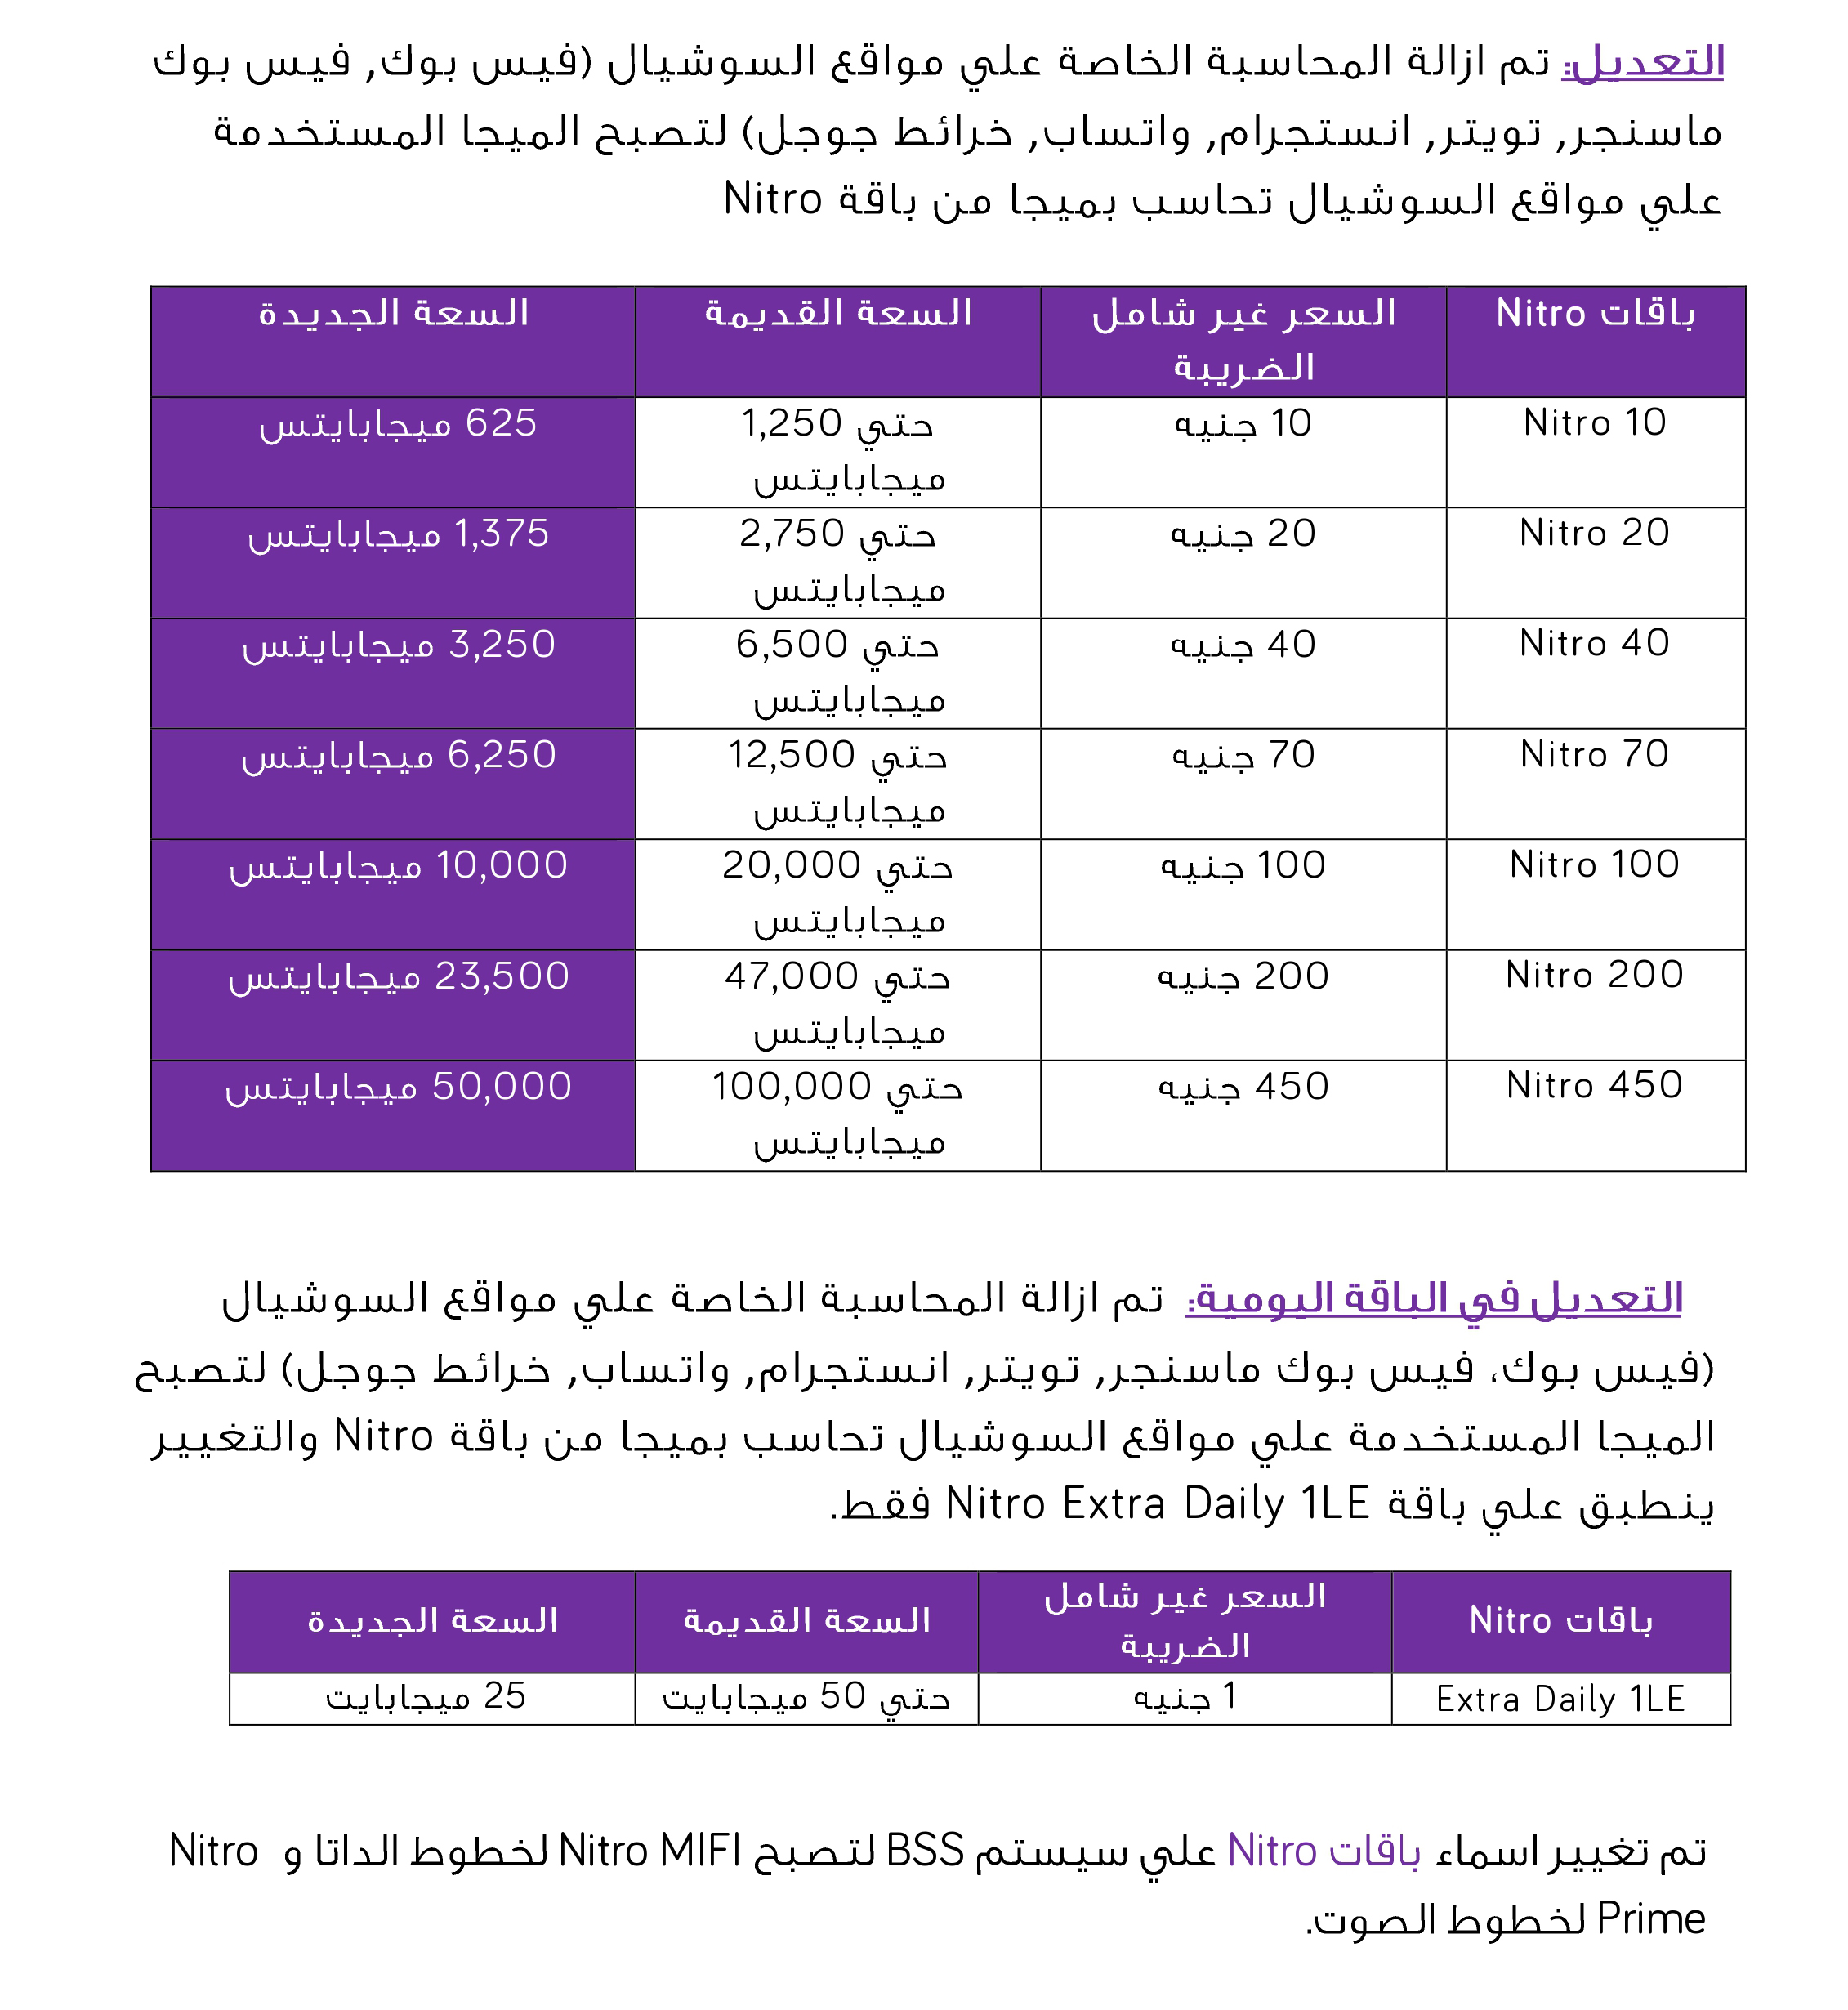 التعديل: تم ازالة المحاسبة الخاصة علي مواقع السوشيال (فيس بوك, فيس بوك
ماسنجر, تويتر, انستجرام, واتساب, خرائط جوجل) لتصبح الميجا المستخدمة
علي مواقع السوشيال تحاسب بميجا من باقة Nitro
باقات Nitro السعر غير شامل السعة القديمة السعة الجديدة
الضريبة
Nitro 10 10 جنيه حتي 1,250 625 ميجابايتس
ميجابايتس
Nitro 20 20 جنيه حتي 2,750 1,375 ميجابايتس
ميجابايتس
Nitro 40 40 جنيه حتي 6,500 3,250 ميجابايتس
ميجابايتس
Nitro 70 70 جنيه حتي 12,500 6,250 ميجابايتس
ميجابايتس
Nitro 100 100 جنيه حتي 20,000 10,000 ميجابايتس
ميجابايتس
Nitro 200 200 جنيه حتي 47,000 23,500 ميجابايتس
ميجابايتس
Nitro 450 450 جنيه حتي 100,000 50,000 ميجابايتس
ميجابايتس
التعديل في الباقة اليومية: تم ازالة المحاسبة الخاصة علي مواقع السوشيال
(فيس بوك، فيس بوك ماسنجر, تويتر, انستجرام, واتساب, خرائط جوجل) لتصبح
الميجا المستخدمة علي مواقع السوشيال تحاسب بميجا من باقة Nitro والتغيير
ينطبق علي باقة Nitro Extra Daily 1LE فقط.
باقات Nitro السعر غير شامل السعة القديمة السعة الجديدة
الضريبة
Extra Daily 1LE 1 جنيه حتي 50 ميجابايت 25 ميجابايت
تم تغيير اسماء باقات Nitro علي سيستم BSS لتصبح Nitro MIFI لخطوط الداتا و Nitro
Prime لخطوط الصوت.